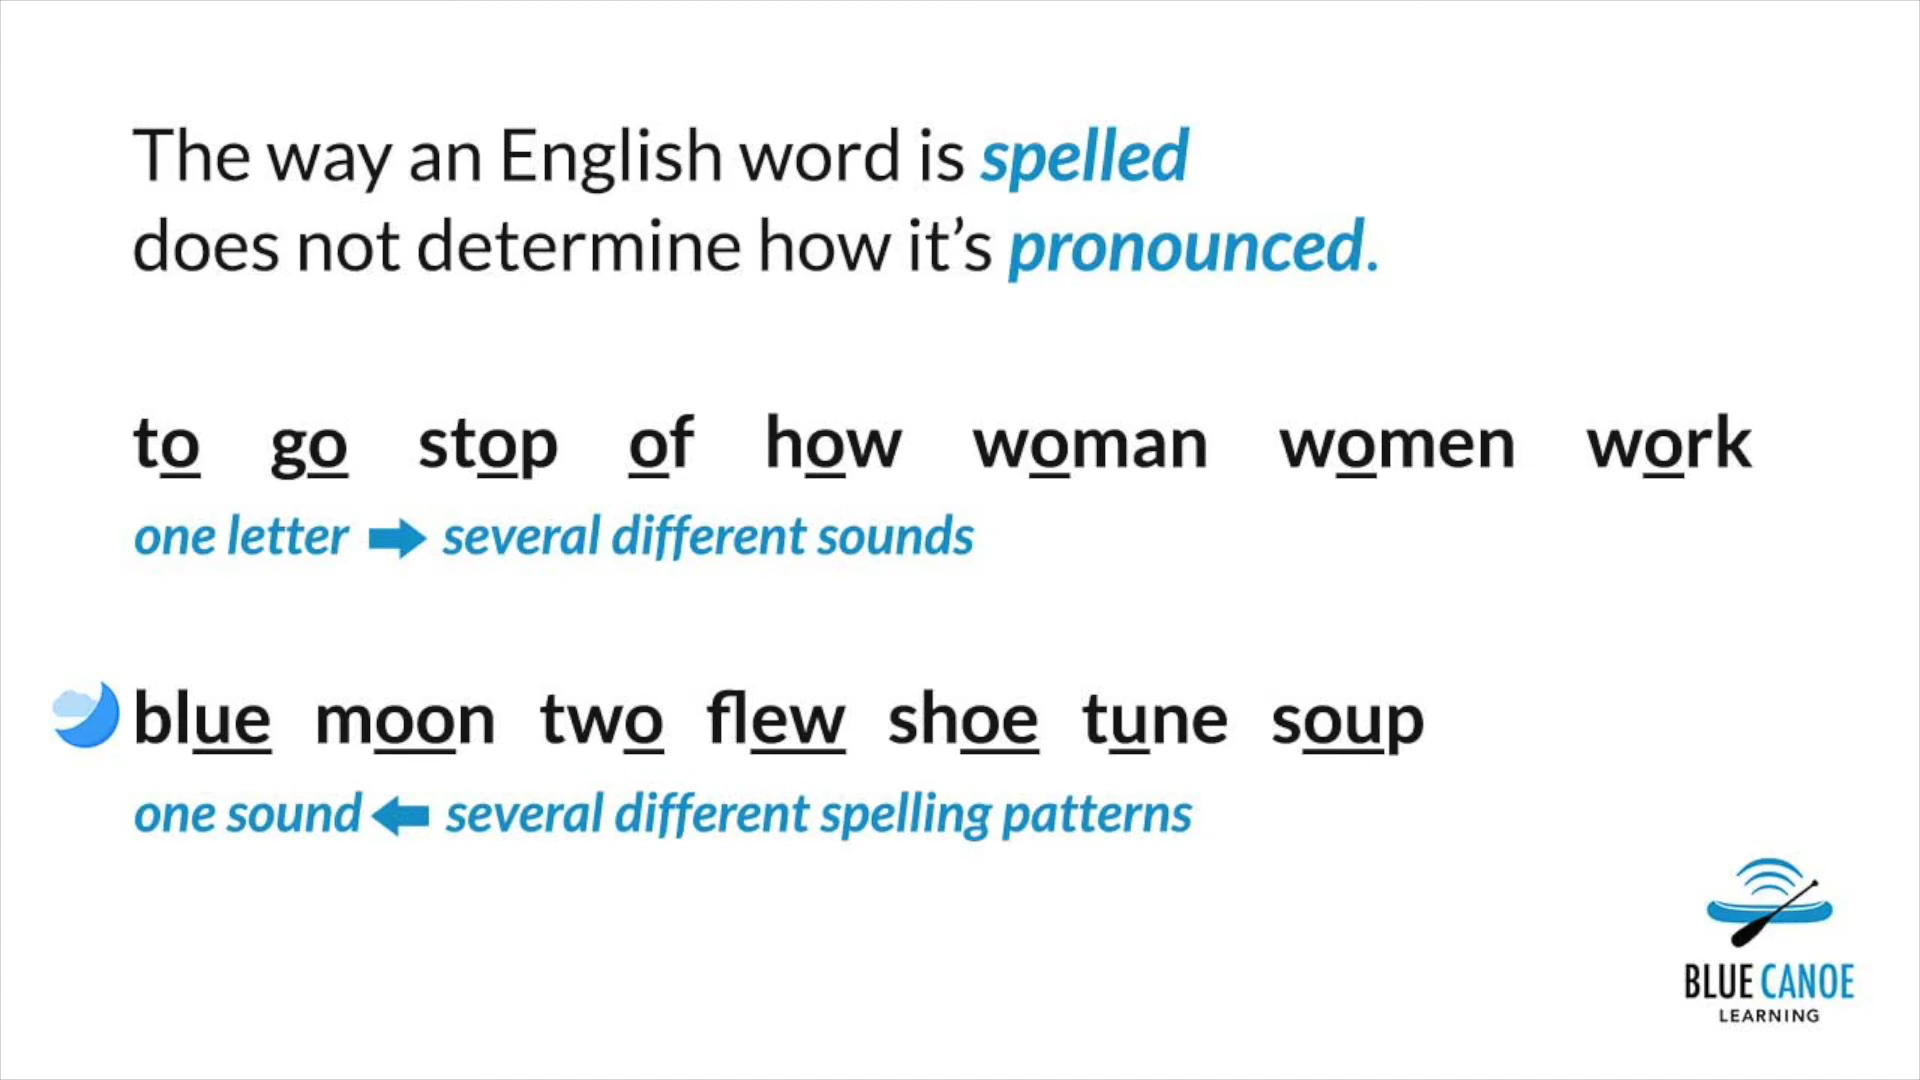 The way an English word is spelled
does not determine how it's pronounced.
to go stop of how woman women work
one letter ➡ several different sounds
blue moon two flew shoe tune soup
one sound ⬅ several different spelling patterns
BLUE CANOE
LEARNING